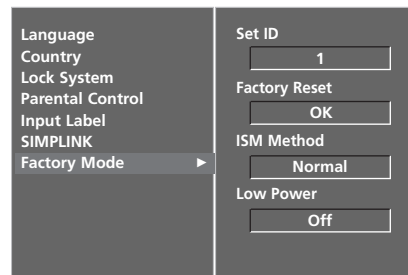 Language
Country
Lock System
Parental Control
Input Label
SIMPLINK
Factory Mode ►
Set ID
1
Factory Reset
OK
ISM Method
Normal
Low Power
Off